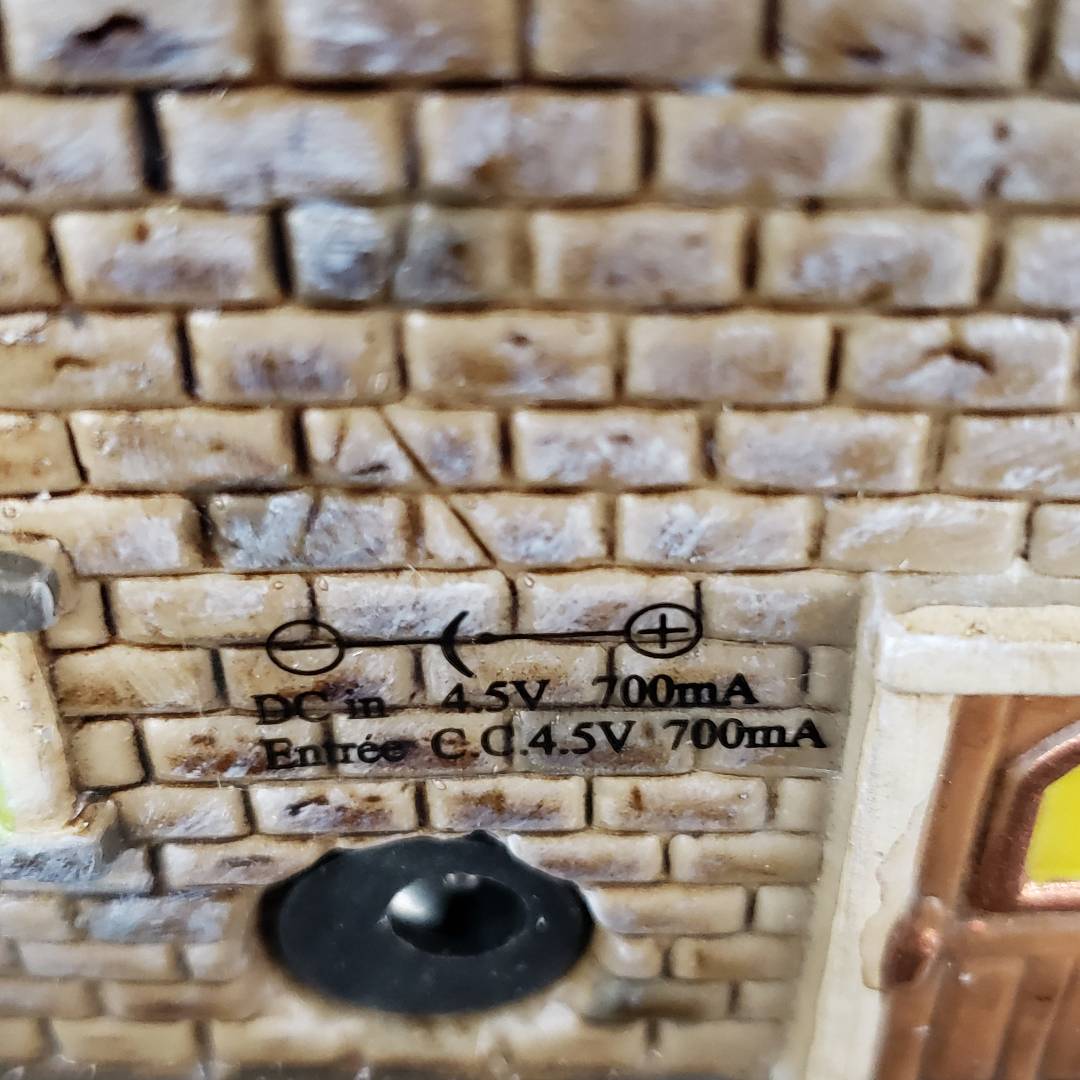 DC in 4.5V 700mA
Entrée C.C.4.5V 700mA